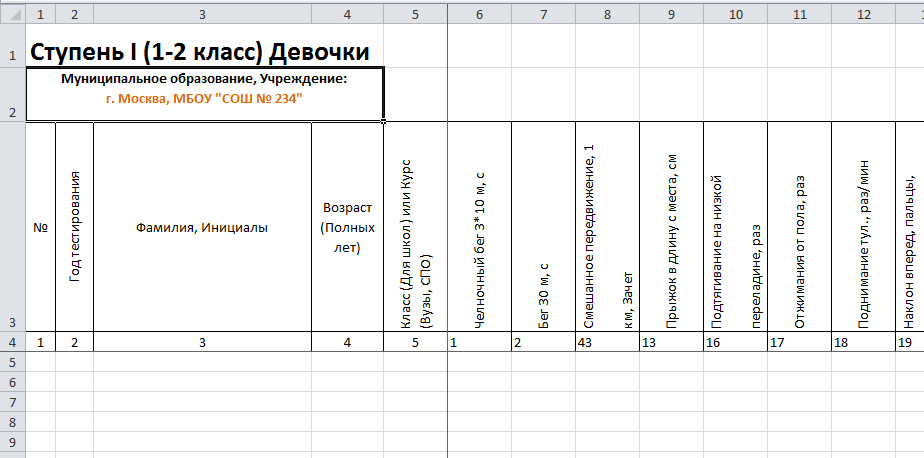 1 2 3 4 5 6 7 8 9 10 11 12 1
1 Ступень I (1-2 класс) Девочки
2 Муниципальное образование, Учреждение:
г. Москва, МБОУ "СОШ № 234"
3 №
Год тестирования
Фамилия, Инициалы
Возраст
(Полных
лет)
Класс (Для школ) или Курс
(Вузы, СПО)
Челночный бег 3*10 м, с
Бег 30 м, с
Смешанное передвижение, 1
км, Зачет
Прыжок в длину с места, см
Подтягивание на низкой
переладине, раз
Отжимания от пола, раз
Поднимание тул., раз/мин
Наклон вперед, пальцы,
4 1 2 3 4 5 1 2 43 13 16 17 18 19
5
6
7
8
9